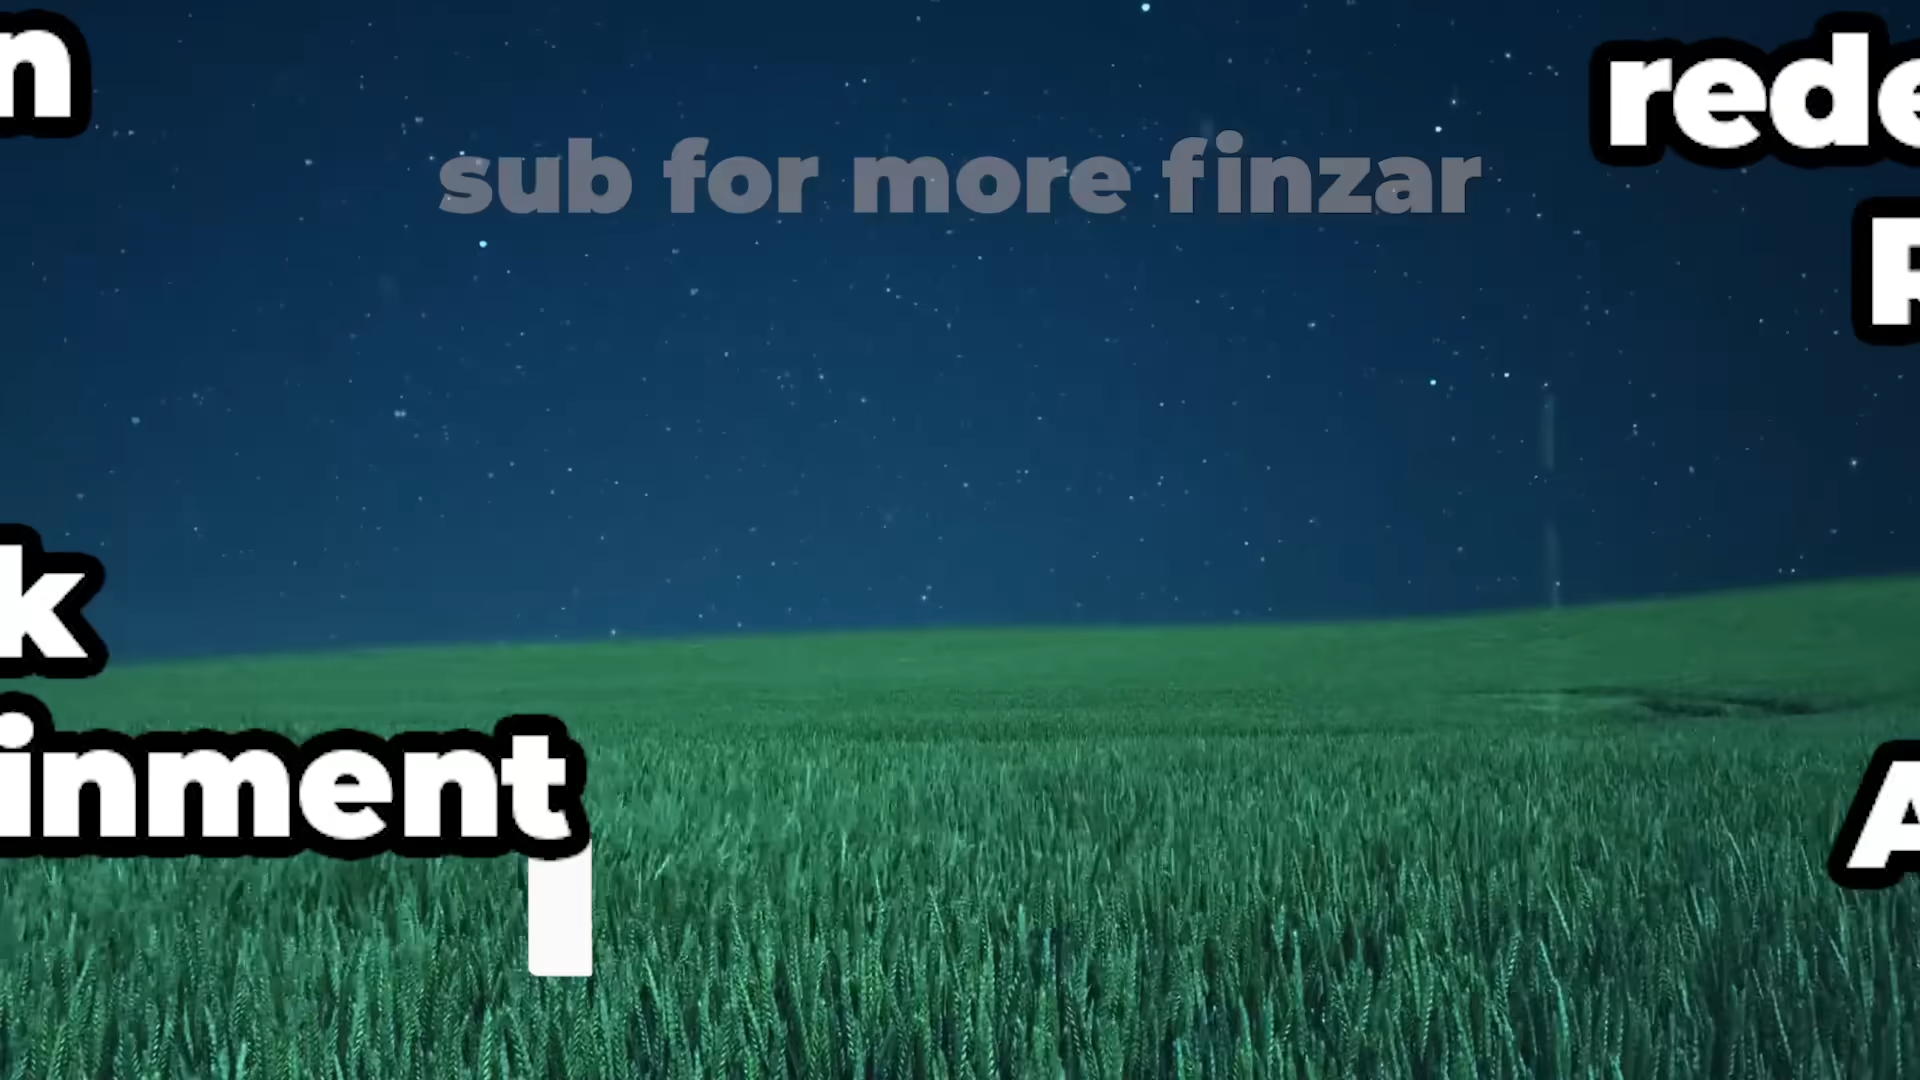 n
rede
sub for more finzar
k
inment
A